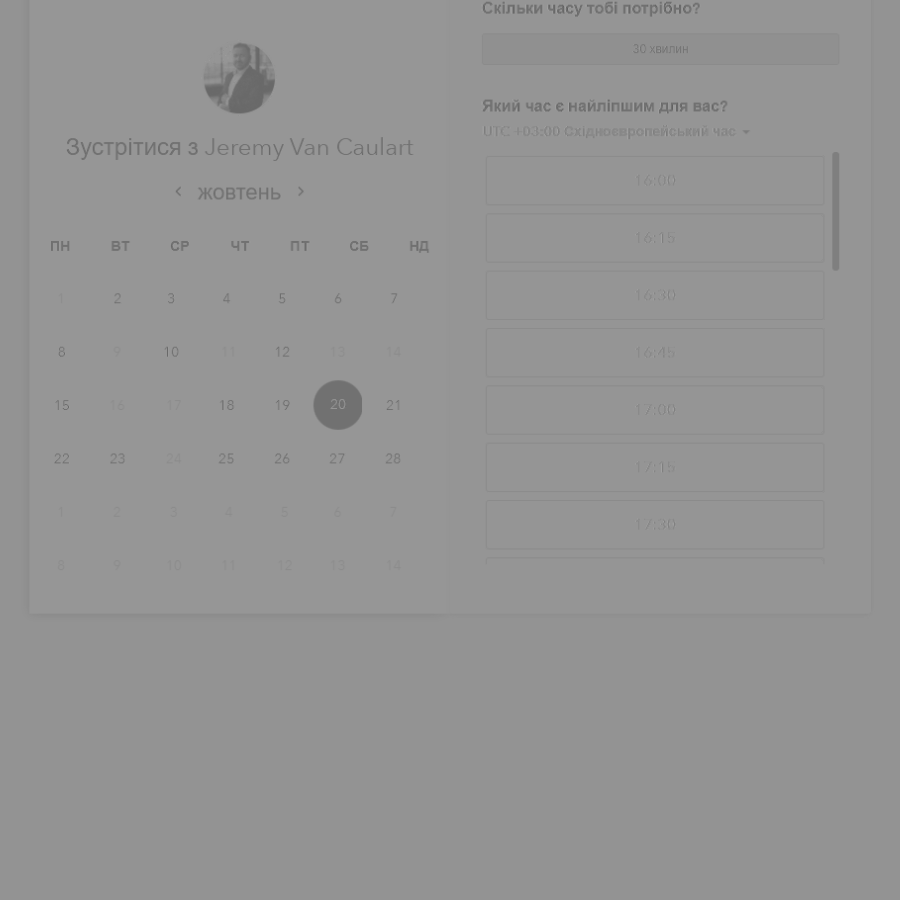 Зустрітися з Jeremy Van Caulart
жовтень
ПН ВТ СР ЧТ ПТ СБ НД
1 2 3 4 5 6 7
8 9 10 11 12 13 14
15 16 17 18 19 20 21
22 23 24 25 26 27 28
1 2 3 4 5 6 7
8 9 10 11 12 13 14
Скільки часу тобі потрібно?
30 хвилин
Який час є найліпшим для вас?
UTC +03:00 Східноєвропейський час
16:00
16:15
16:30
16:45
17:00
17:15
17:30